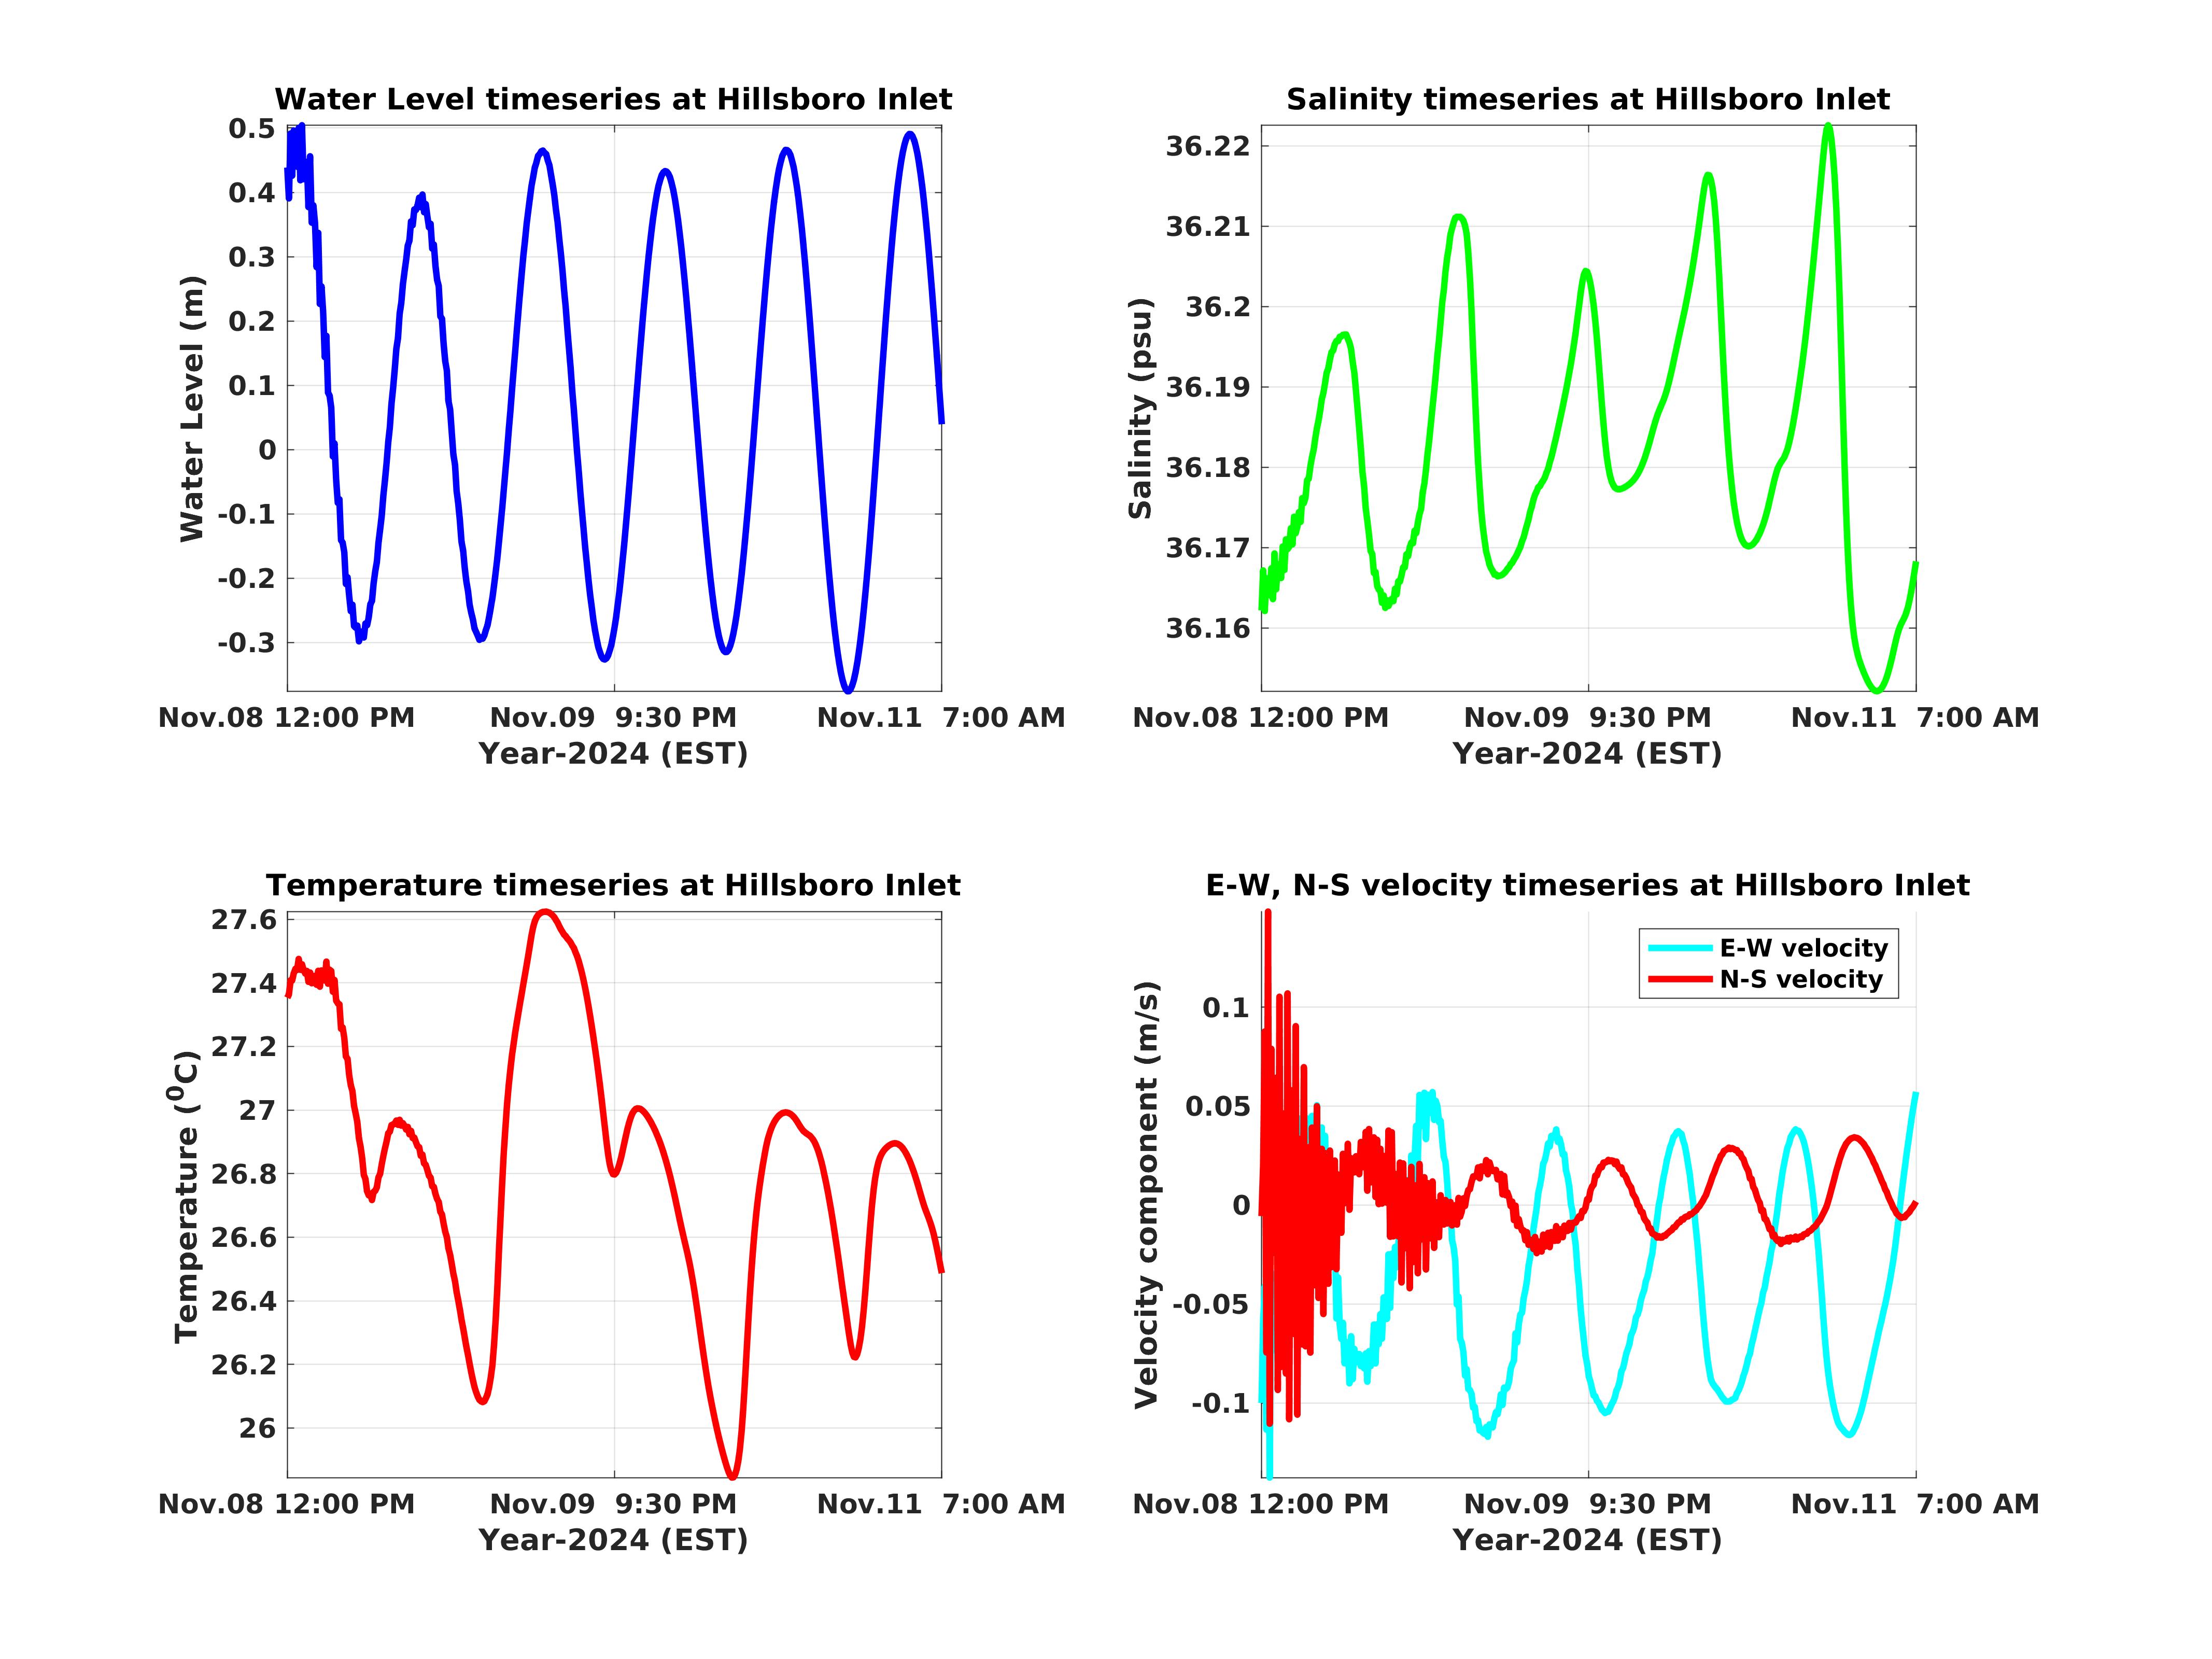 Water Level timeseries at Hillsboro Inlet
0.5
0.4
0.3
0.2
0.1
0
-0.1
-0.2
-0.3
Water Level (m)
Nov.08 12:00 PM
Nov.09 9:30 PM
Nov.11 7:00 AM
Year-2024 (EST)
Salinity timeseries at Hillsboro Inlet
36.22
36.21
36.2
36.19
36.18
36.17
36.16
Salinity (psu)
Nov.08 12:00 PM
Nov.09 9:30 PM
Nov.11 7:00 AM
Year-2024 (EST)
Temperature timeseries at Hillsboro Inlet
27.6
27.4
27.2
27
26.8
26.6
26.4
26.2
26
Temperature (⁰C)
Nov.08 12:00 PM
Nov.09 9:30 PM
Nov.11 7:00 AM
Year-2024 (EST)
E-W, N-S velocity timeseries at Hillsboro Inlet
E-W velocity
N-S velocity
0.1
0.05
0
-0.05
-0.1
Velocity component (m/s)
Nov.08 12:00 PM
Nov.09 9:30 PM
Nov.11 7:00 AM
Year-2024 (EST)